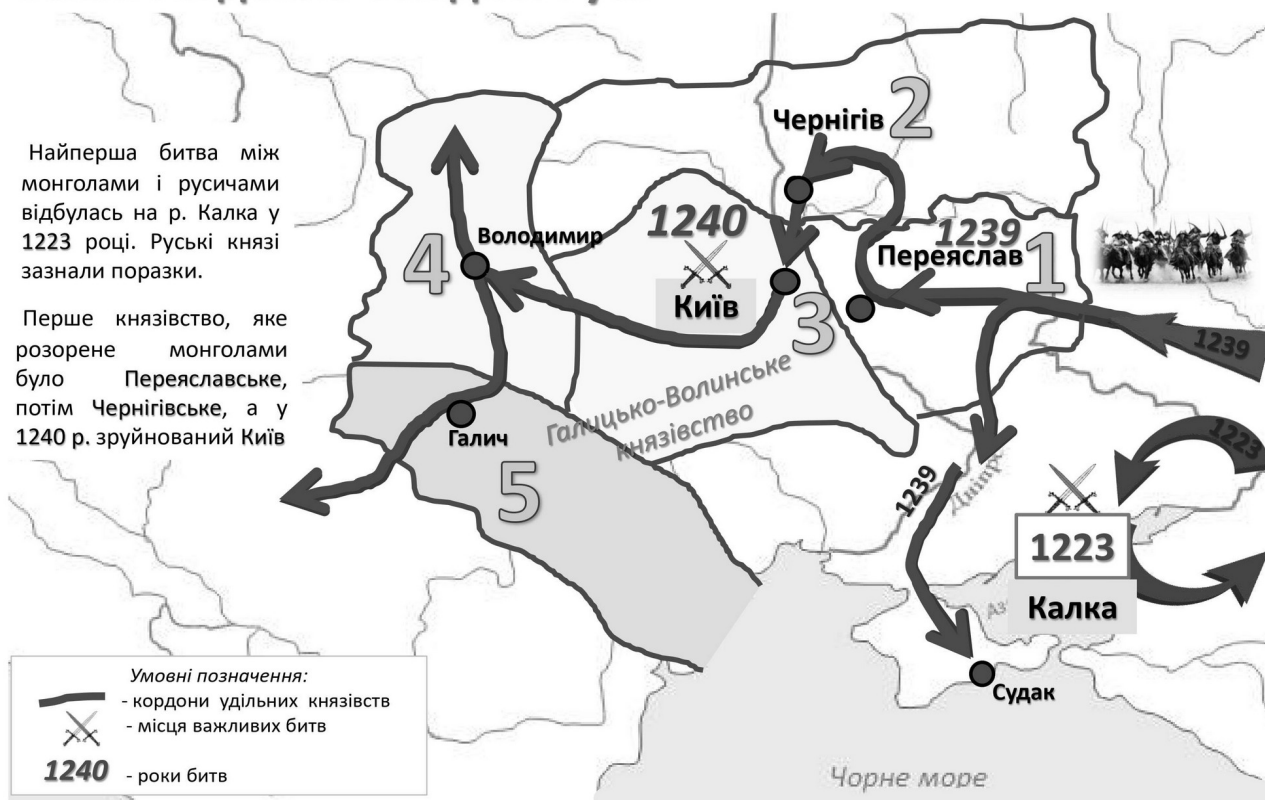 Найперша битва між
монголами і русичами
відбулась на р. Калка у
1223 році. Руські князі
зазнали поразки.
Перше князівство, яке
розорене монголами
було Переяславське,
потім Чернігівське, а у
1240 р. зруйнований Київ
Чернігів 2
1240
1239
Володимир
Переяслав 1
4
Київ
3
1239
Галицько-Волинське
князівство
Галич
1223
5
1239
Дніпро
1223
Калка
Судак
Чорне море
Умовні позначення:
- кордони удільних князівств
- місця важливих битв
1240 - роки битв